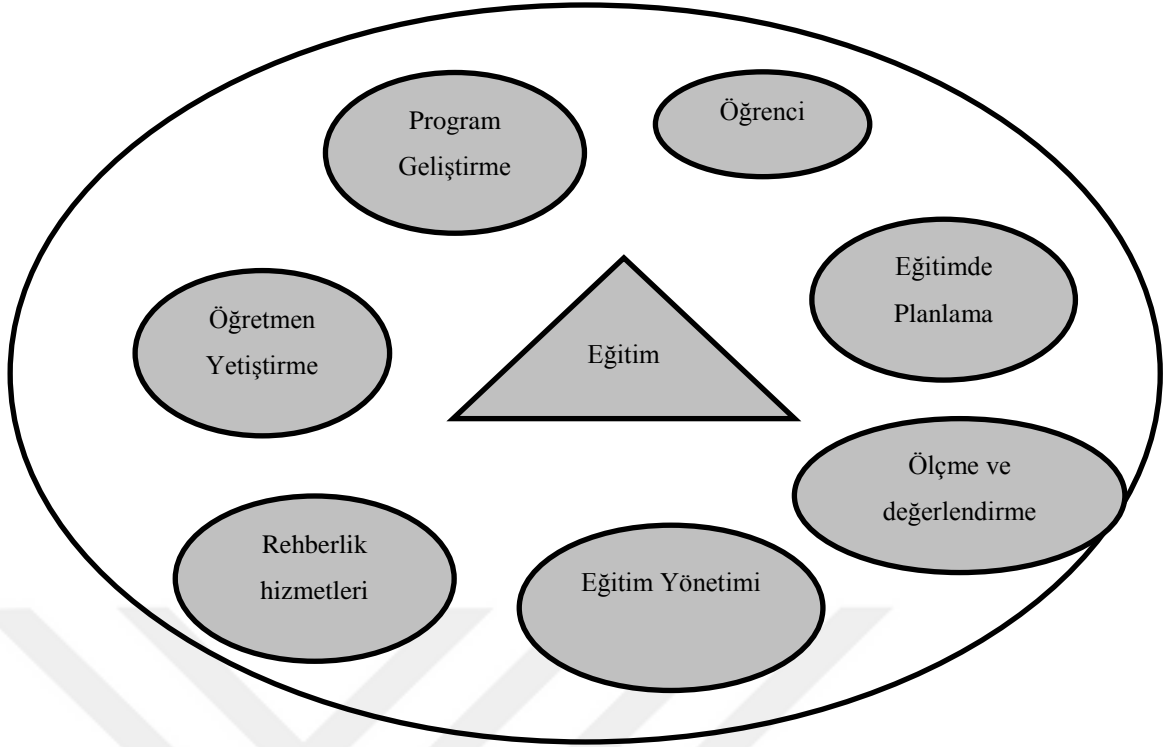 Program
Geliştirme
Öğrenci
Eğitimde
Planlama
Öğretmen
Yetiştirme
Eğitim
Ölçme ve
değerlendirme
Rehberlik
hizmetleri
Eğitim Yönetimi